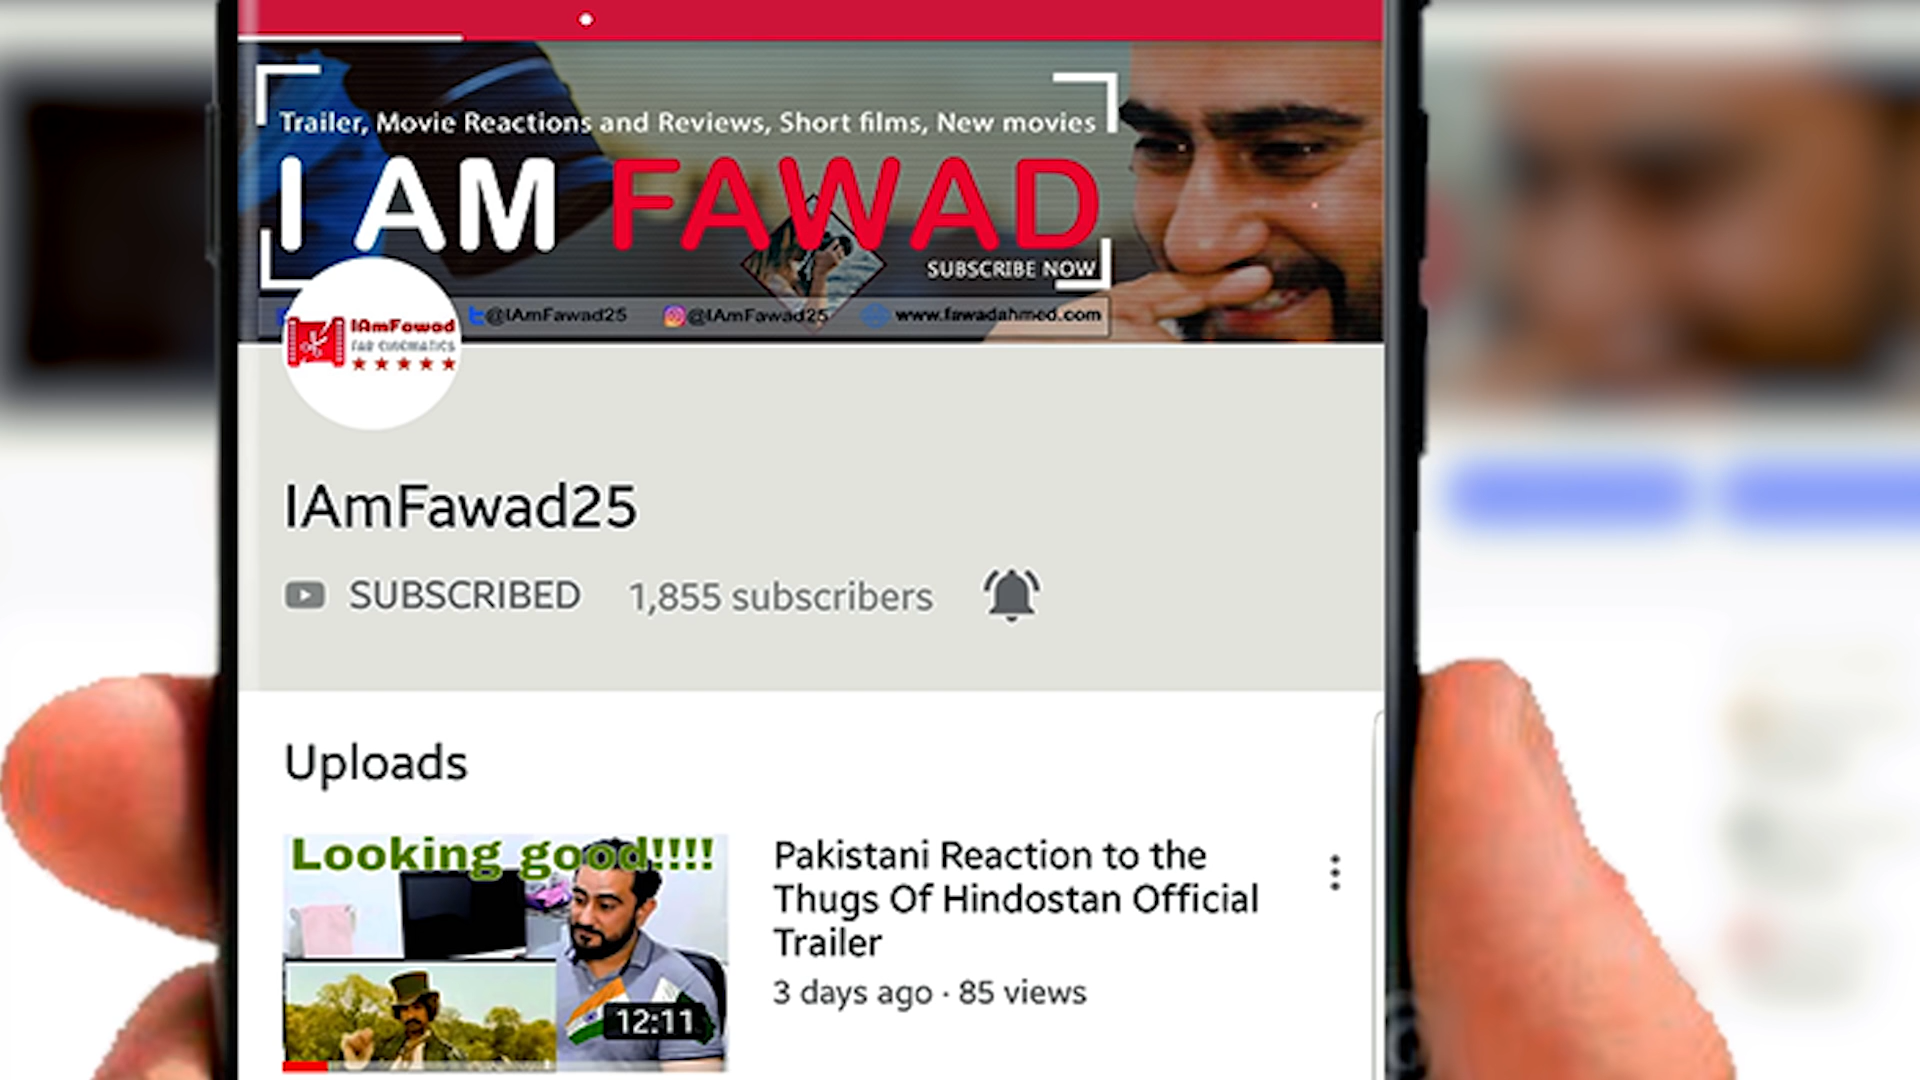 Trailer, Movie Reactions and Reviews, Short films, New movies
I AM FAWAD
SUBSCRIBE NOW
@IAmFawad25 @IAmFawad25 www.fawadahmed.com
IAmFawad
FAB CINEMATICS
IAmFawad25
SUBSCRIBED 1,855 subscribers
Uploads
Looking good!!!!
12:11
Pakistani Reaction to the
Thugs Of Hindostan Official
Trailer
3 days ago · 85 views